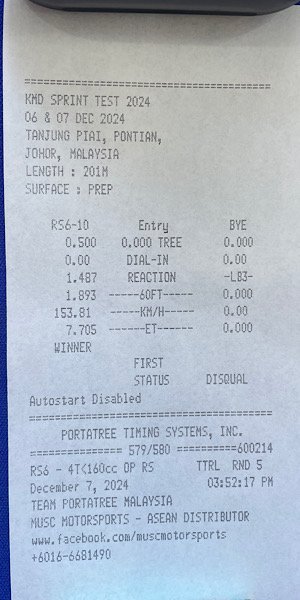 =====================================
KMD SPRINT TEST 2024
06 & 07 DEC 2024
TANJUNG PIAI, PONTIAN,
JOHOR, MALAYSIA
LENGTH : 201M
SURFACE : PREP
RS6-10 Entry BYE
0.500 0.000 TREE 0.000
0.00 DIAL-IN 0.00
1.487 REACTION -LB3-
1.893 -----60FT----- 0.000
153.81 -----KM/H----- 0.00
7.705 ------ET------ 0.000
WINNER
FIRST
STATUS DISQUAL
Autostart Disabled
=====================================
PORTATREE TIMING SYSTEMS, INC.
============== 579/580 ==========600214
RS6 - 4T<160cc OP RS TTRL RND 5
December 7, 2024 03:52:17 PM
TEAM PORTATREE MALAYSIA
MUSC MOTORSPORTS - ASEAN DISTRIBUTOR
www.facebook.com/muscmotorsports
+6016-6681490